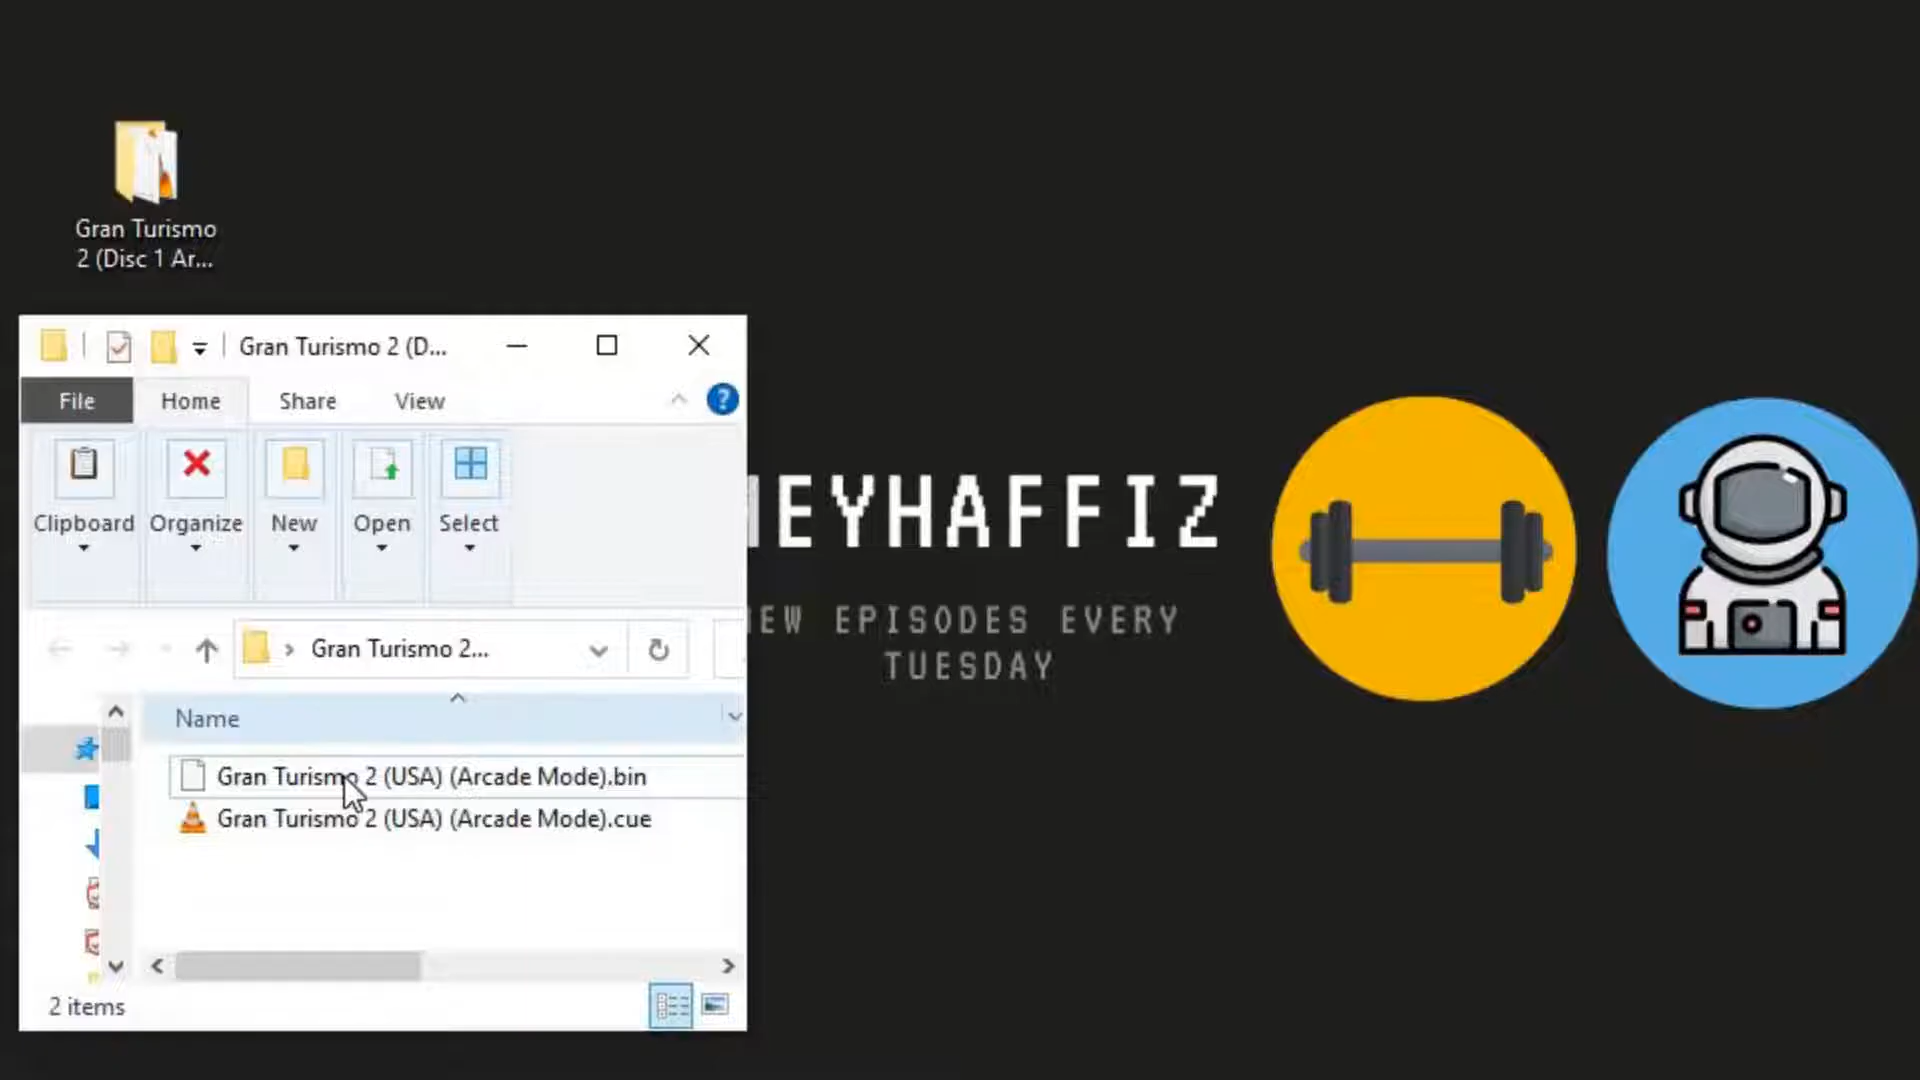 Gran Turismo
2 (Disc 1 Ar...
Gran Turismo 2 (D...
File
Home
Share
View
?
Clipboard
Organize
New
Open
Select
Gran Turismo 2...
Name
Gran Turismo 2 (USA) (Arcade Mode).bin
Gran Turismo 2 (USA) (Arcade Mode).cue
2 items
HEYHAFFIZ
NEW EPISODES EVERY
TUESDAY